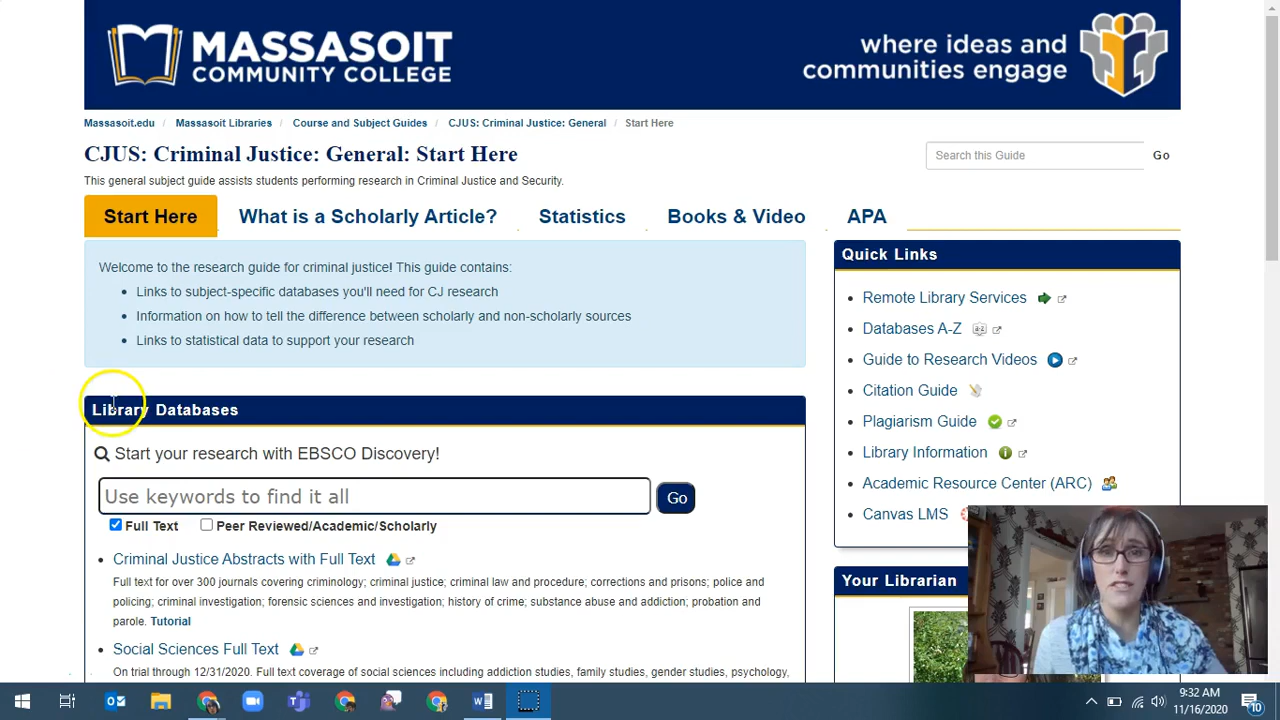 MASSASOIT
COMMUNITY COLLEGE
where ideas and
communities engage
Massasoit.edu / Massasoit Libraries / Course and Subject Guides / CJUS: Criminal Justice: General / Start Here
CJUS: Criminal Justice: General: Start Here
Search this Guide Go
This general subject guide assists students performing research in Criminal Justice and Security.
Start Here What is a Scholarly Article? Statistics Books & Video APA
Welcome to the research guide for criminal justice! This guide contains:
• Links to subject-specific databases you'll need for CJ research
• Information on how to tell the difference between scholarly and non-scholarly sources
• Links to statistical data to support your research
Library Databases
Start your research with EBSCO Discovery!
Use keywords to find it all Go
Full Text Peer Reviewed/Academic/Scholarly
• Criminal Justice Abstracts with Full Text
Full text for over 300 journals covering criminology; criminal justice; criminal law and procedure; corrections and prisons; police and
policing; criminal investigation; forensic sciences and investigation; history of crime; substance abuse and addiction; probation and
parole. Tutorial
• Social Sciences Full Text
On trial through 12/31/2020. Full text coverage of social sciences including addiction studies, family studies, gender studies, psychology,
Quick Links
• Remote Library Services
• Databases A-Z
• Guide to Research Videos
• Citation Guide
• Plagiarism Guide
• Library Information
• Academic Resource Center (ARC)
• Canvas LMS
Your Librarian
9:32 AM
11/16/2020
10